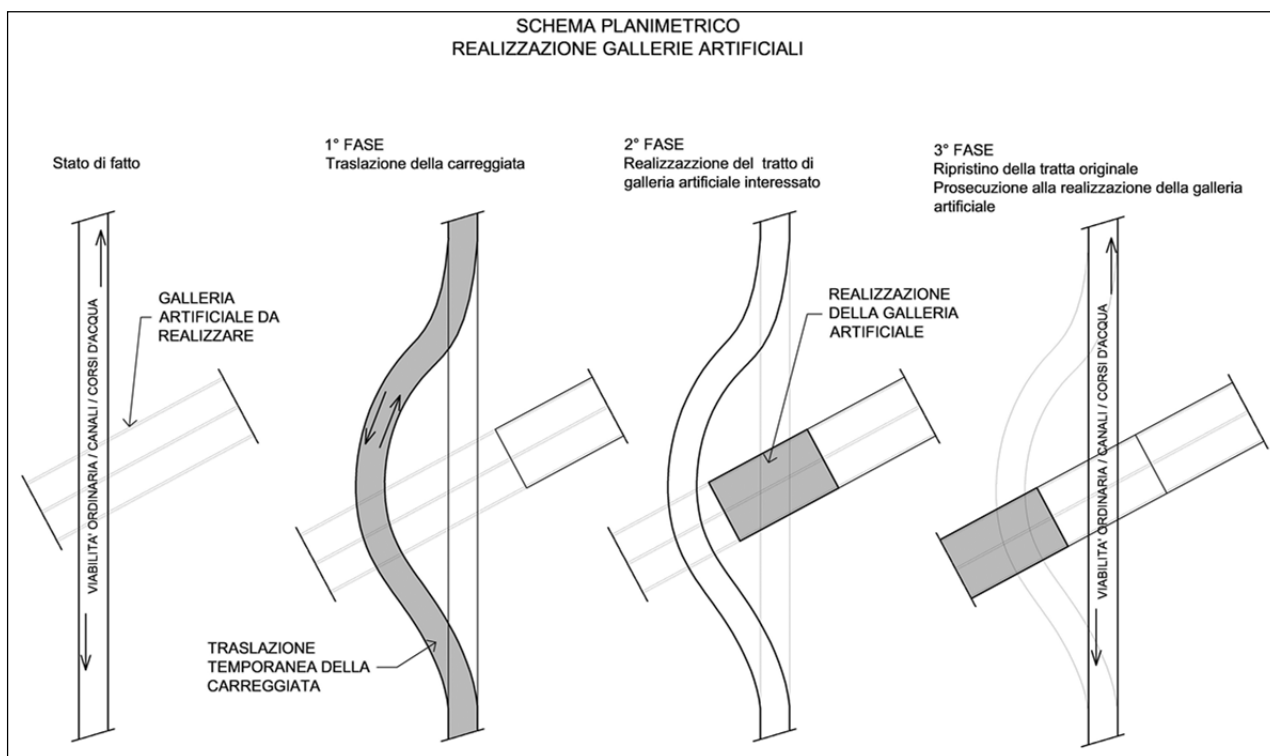 SCHEMA PLANIMETRICO
REALIZZAZIONE GALLERIE ARTIFICIALI
Stato di fatto
VIABILITA' ORDINARIA / CANALI / CORSI D'ACQUA
GALLERIA
ARTIFICIALE DA
REALIZZARE
1° FASE
Traslazione della carreggiata
TRASLAZIONE
TEMPORANEA DELLA
CARREGGIATA
2° FASE
Realizzazzione del tratto di
galleria artificiale interessato
REALIZZAZIONE
DELLA GALLERIA
ARTIFICIALE
3° FASE
Ripristino della tratta originale
Prosecuzione alla realizzazione della galleria
artificiale
VIABILITA' ORDINARIA / CANALI / CORSI D'ACQUA